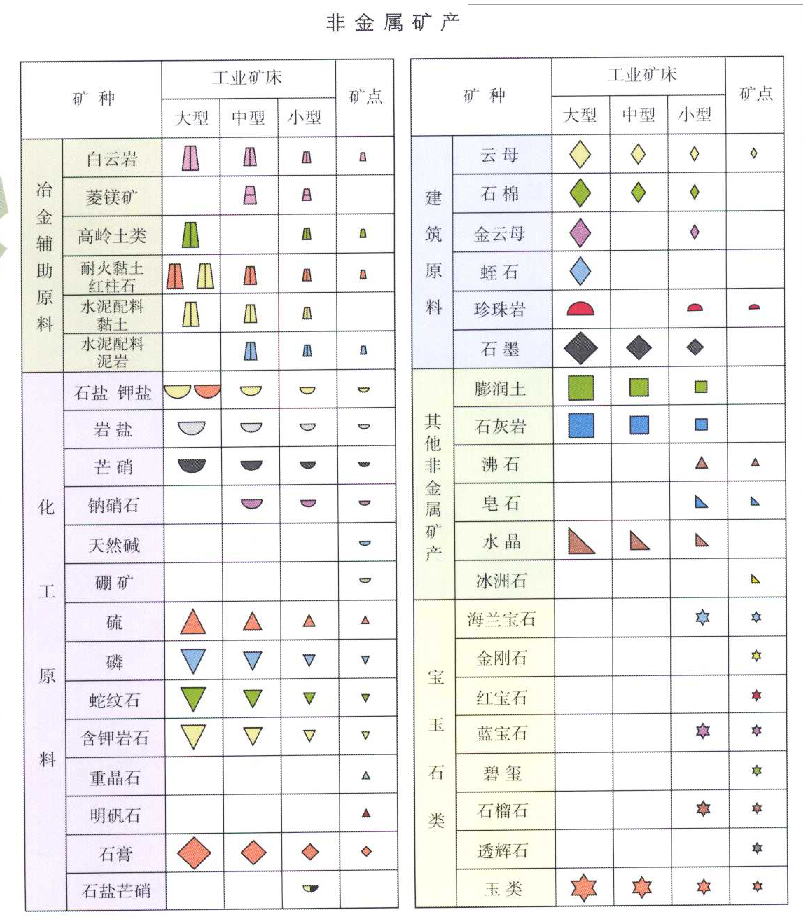 非金属矿产
矿种 工业矿床 矿点
大型 中型 小型
冶金辅助原料
白云岩
菱镁矿
高岭土类
耐火黏土
红柱石
水泥配料
黏土
水泥配料
泥岩
化工原料
石盐 钾盐
岩盐
芒硝
钠硝石
天然碱
硼矿
硫
磷
蛇纹石
含钾岩石
重晶石
明矾石
石膏
石盐芒硝
矿种 工业矿床 矿点
大型 中型 小型
建筑原料
云母
石棉
金云母
蛭石
珍珠岩
石墨
其他非金属矿产
膨润土
石灰岩
沸石
皂石
水晶
冰洲石
宝玉石类
海兰宝石
金刚石
红宝石
蓝宝石
碧玺
石榴石
透辉石
玉类